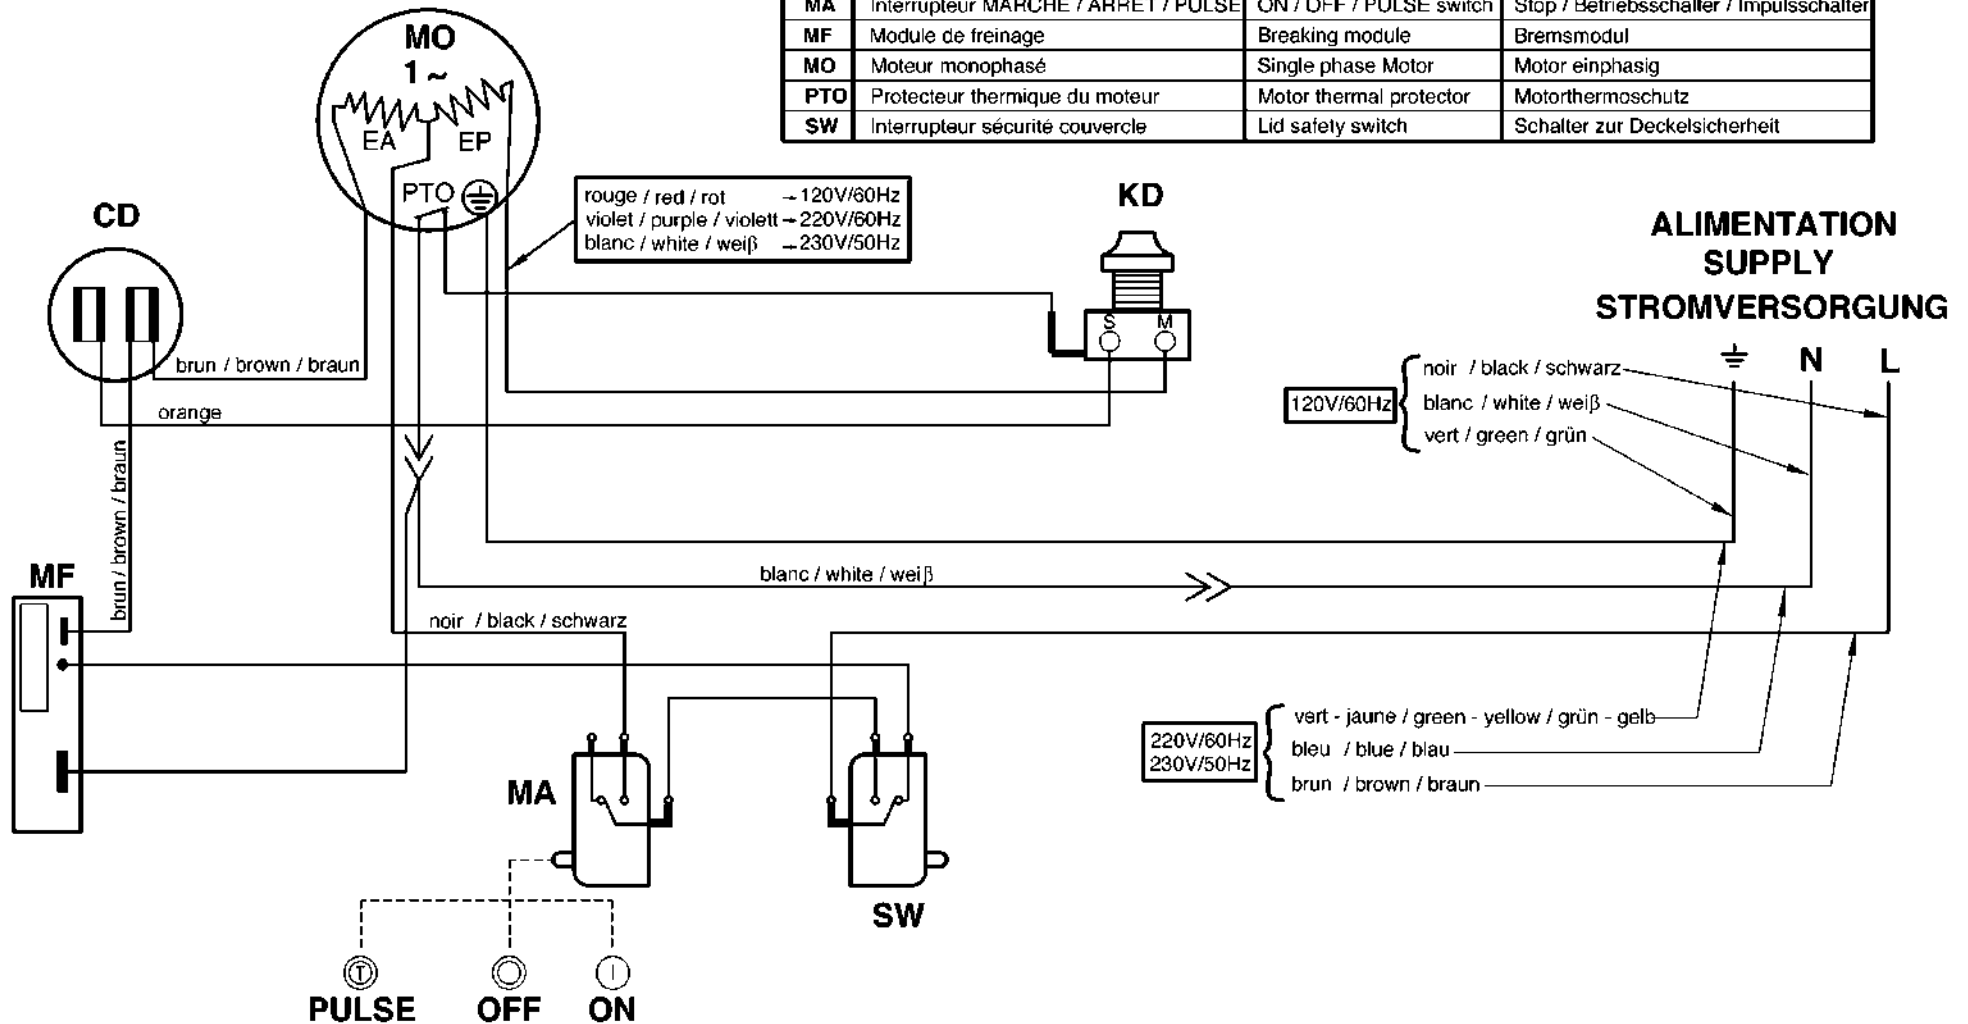 MA Interrupteur MARCHE / ARRET / PULSE ON / OFF / PULSE switch Stop / Betriebsschalter / Impulsschalter
MF Module de freinage Breaking module Bremsmodul
MO Moteur monophasé Single phase Motor Motor einphasig
PTO Protecteur thermique du moteur Motor thermal protector Motorthermoschutz
SW Interrupteur sécurité couvercle Lid safety switch Schalter zur Deckelsicherheit
MO
1 ~
EA EP
PTO
rouge / red / rot → 120V/60Hz
violet / purple / violett → 220V/60Hz
blanc / white / weiβ → 230V/50Hz
KD
S M
CD
ALIMENTATION
SUPPLY
STROMVERSORGUNG
N L
brun / brown / braun
orange
brun / brown / braun
120V/60Hz
noir / black / schwarz
blanc / white / weiβ
vert / green / grün
MF
blanc / white / weiβ
noir / black / schwarz
220V/60Hz
230V/50Hz
vert - jaune / green - yellow / grün - gelb
bleu / blue / blau
brun / brown / braun
MA
SW
T I
PULSE OFF ON